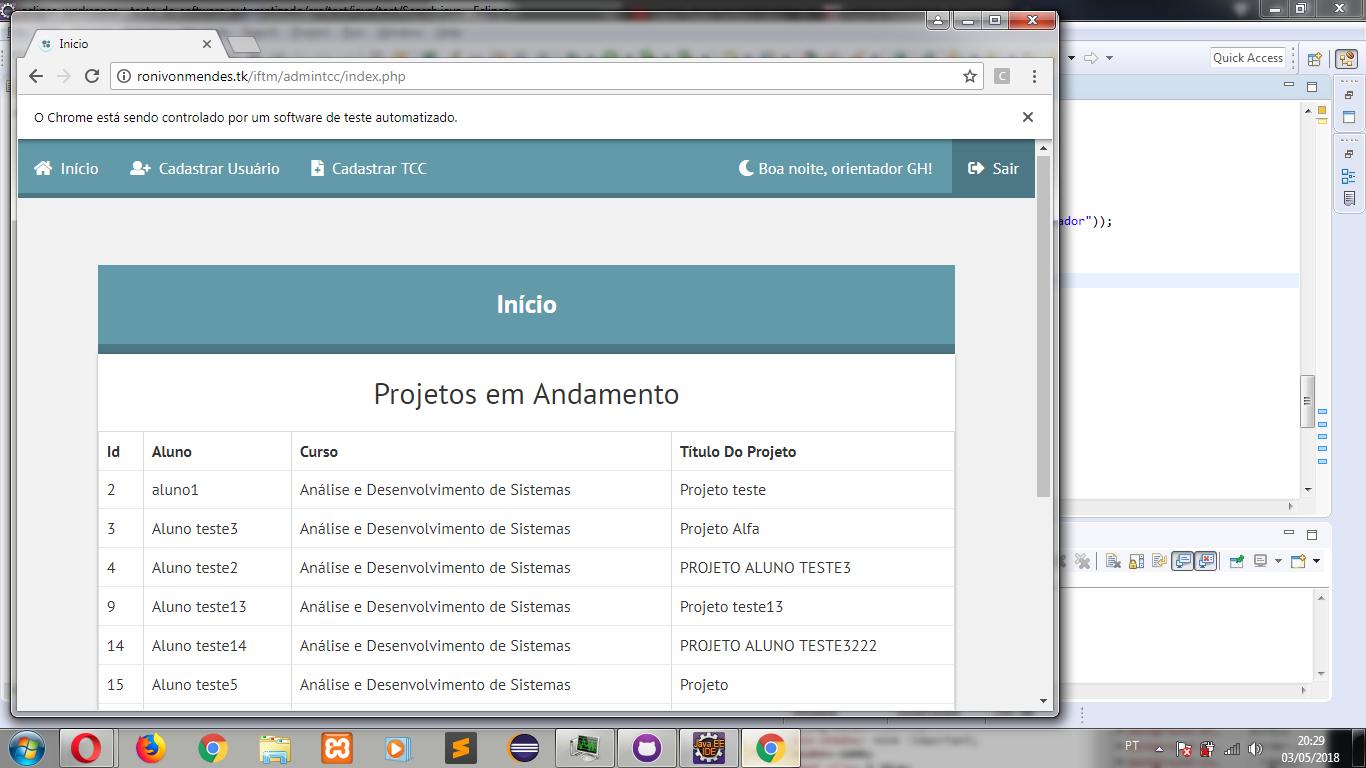 Inicio
ronivonmendes.tk/iftm/admintcc/index.php
C
O Chrome está sendo controlado por um software de teste automatizado.
Quick Access
Início Cadastrar Usuário Cadastrar TCC Boa noite, orientador GH! Sair
ador"));
Início
Projetos em Andamento
Id Aluno Curso Título Do Projeto
2 aluno1 Análise e Desenvolvimento de Sistemas Projeto teste
3 Aluno teste3 Análise e Desenvolvimento de Sistemas Projeto Alfa
4 Aluno teste2 Análise e Desenvolvimento de Sistemas PROJETO ALUNO TESTE3
9 Aluno teste13 Análise e Desenvolvimento de Sistemas Projeto teste13
14 Aluno teste14 Análise e Desenvolvimento de Sistemas PROJETO ALUNO TESTE3222
15 Aluno teste5 Análise e Desenvolvimento de Sistemas Projeto
Java EE
IDE
PT
20:29
03/05/2018